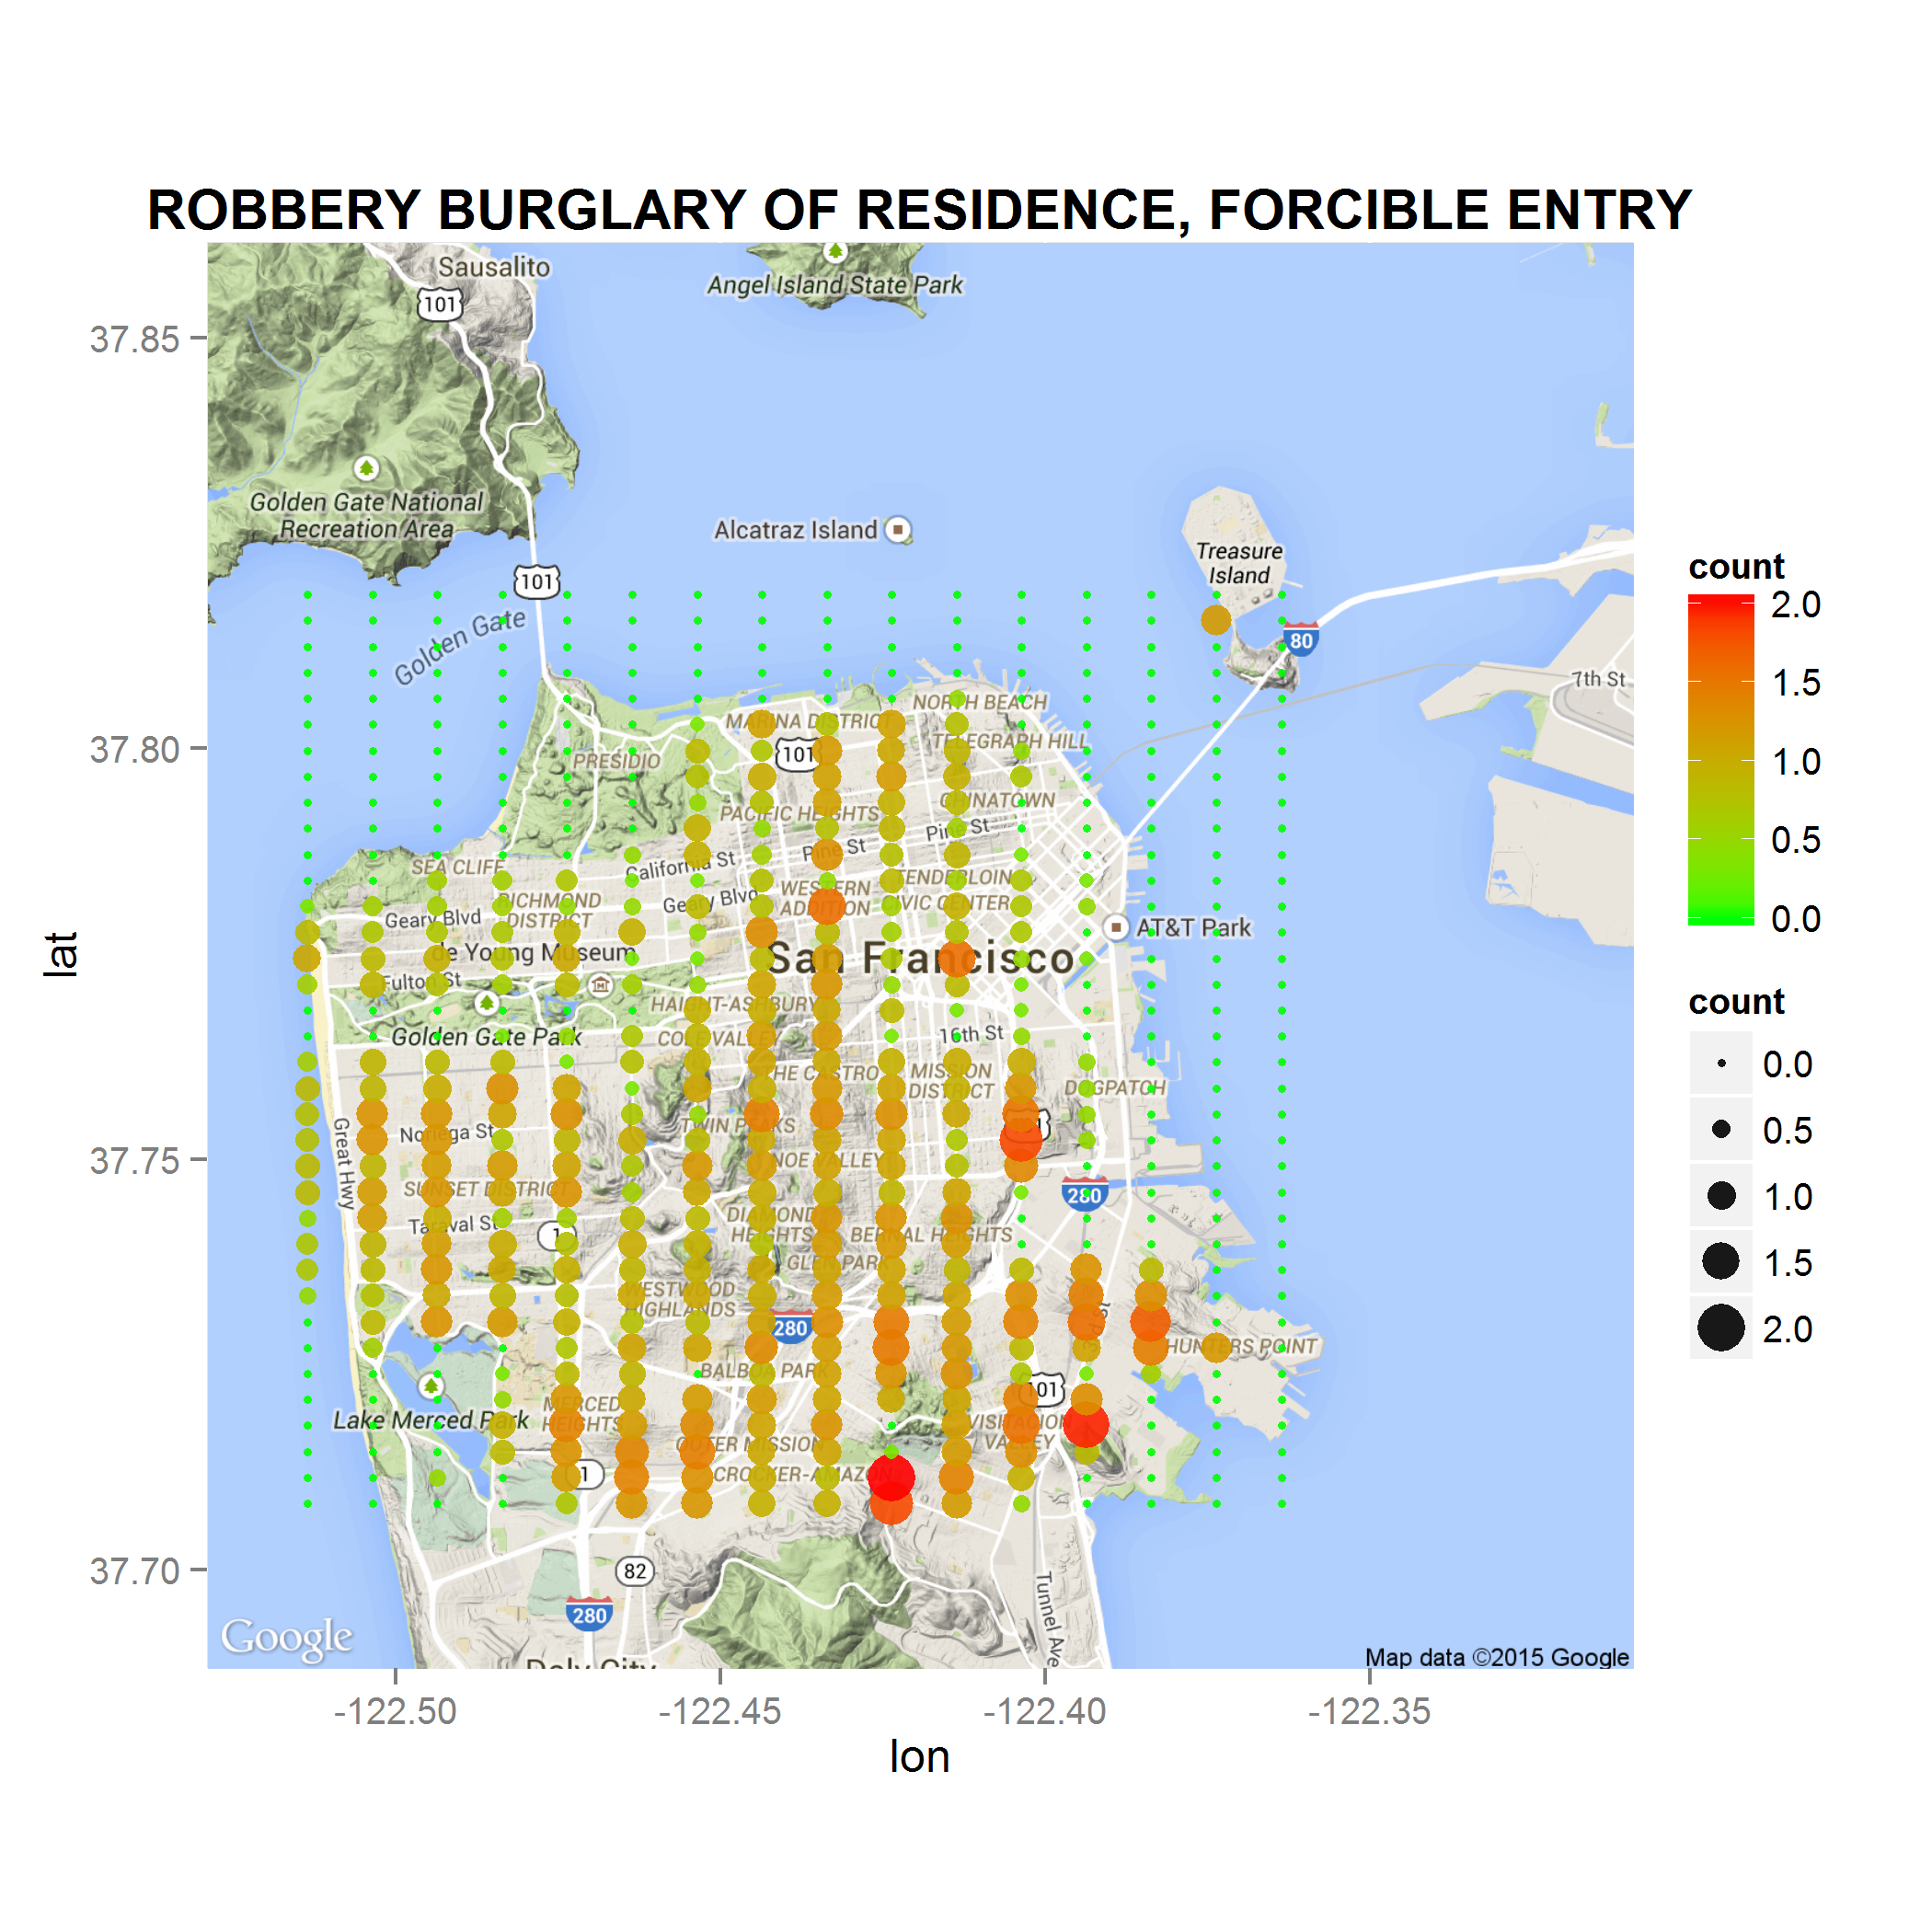 ROBBERY BURGLARY OF RESIDENCE, FORCIBLE ENTRY
Sausalito
101
Angel Island State Park
37.85
Golden Gate National
Recreation Area
Alcatraz Island
Treasure
Island
101
Golden Gate
80
7th St
NORTH BEACH
MARINA DISTRICT
TELEGRAPH HILL
37.80
101
PRESIDIO
CHINATOWN
PACIFIC HEIGHTS
Pine St
Pine St
SEA CLIFF
California St
TENDERLOIN
WESTERN
ADDITION
RICHMOND
DISTRICT
Geary Blvd
CIVIC CENTER
Geary Blvd
AT&T Park
de Young Museum
San Francisco
Fulton St
HAIGHT-ASHBURY
Golden Gate Park
COLE VALLEY
16th St
THE CASTRO
MISSION
DISTRICT
DOGPATCH
Great Hwy
Noriega St
TWIN PEAKS
37.75
NOE VALLEY
SUNSET DISTRICT
280
Taraval St
DIAMOND
HEIGHTS
BERNAL HEIGHTS
1
GLEN PARK
WESTWOOD
HIGHLANDS
280
HUNTERS POINT
BALBOA PARK
101
Lake Merced Park
MERCED
HEIGHTS
VISITACION
VALLEY
OUTER MISSION
CROCKER-AMAZON
1
37.70
82
280
Tunnel Ave
Google
Daly City
Map data ©2015 Google
-122.50
-122.45
-122.40
-122.35
lon
lat
count
2.0
1.5
1.0
0.5
0.0
count
0.0
0.5
1.0
1.5
2.0